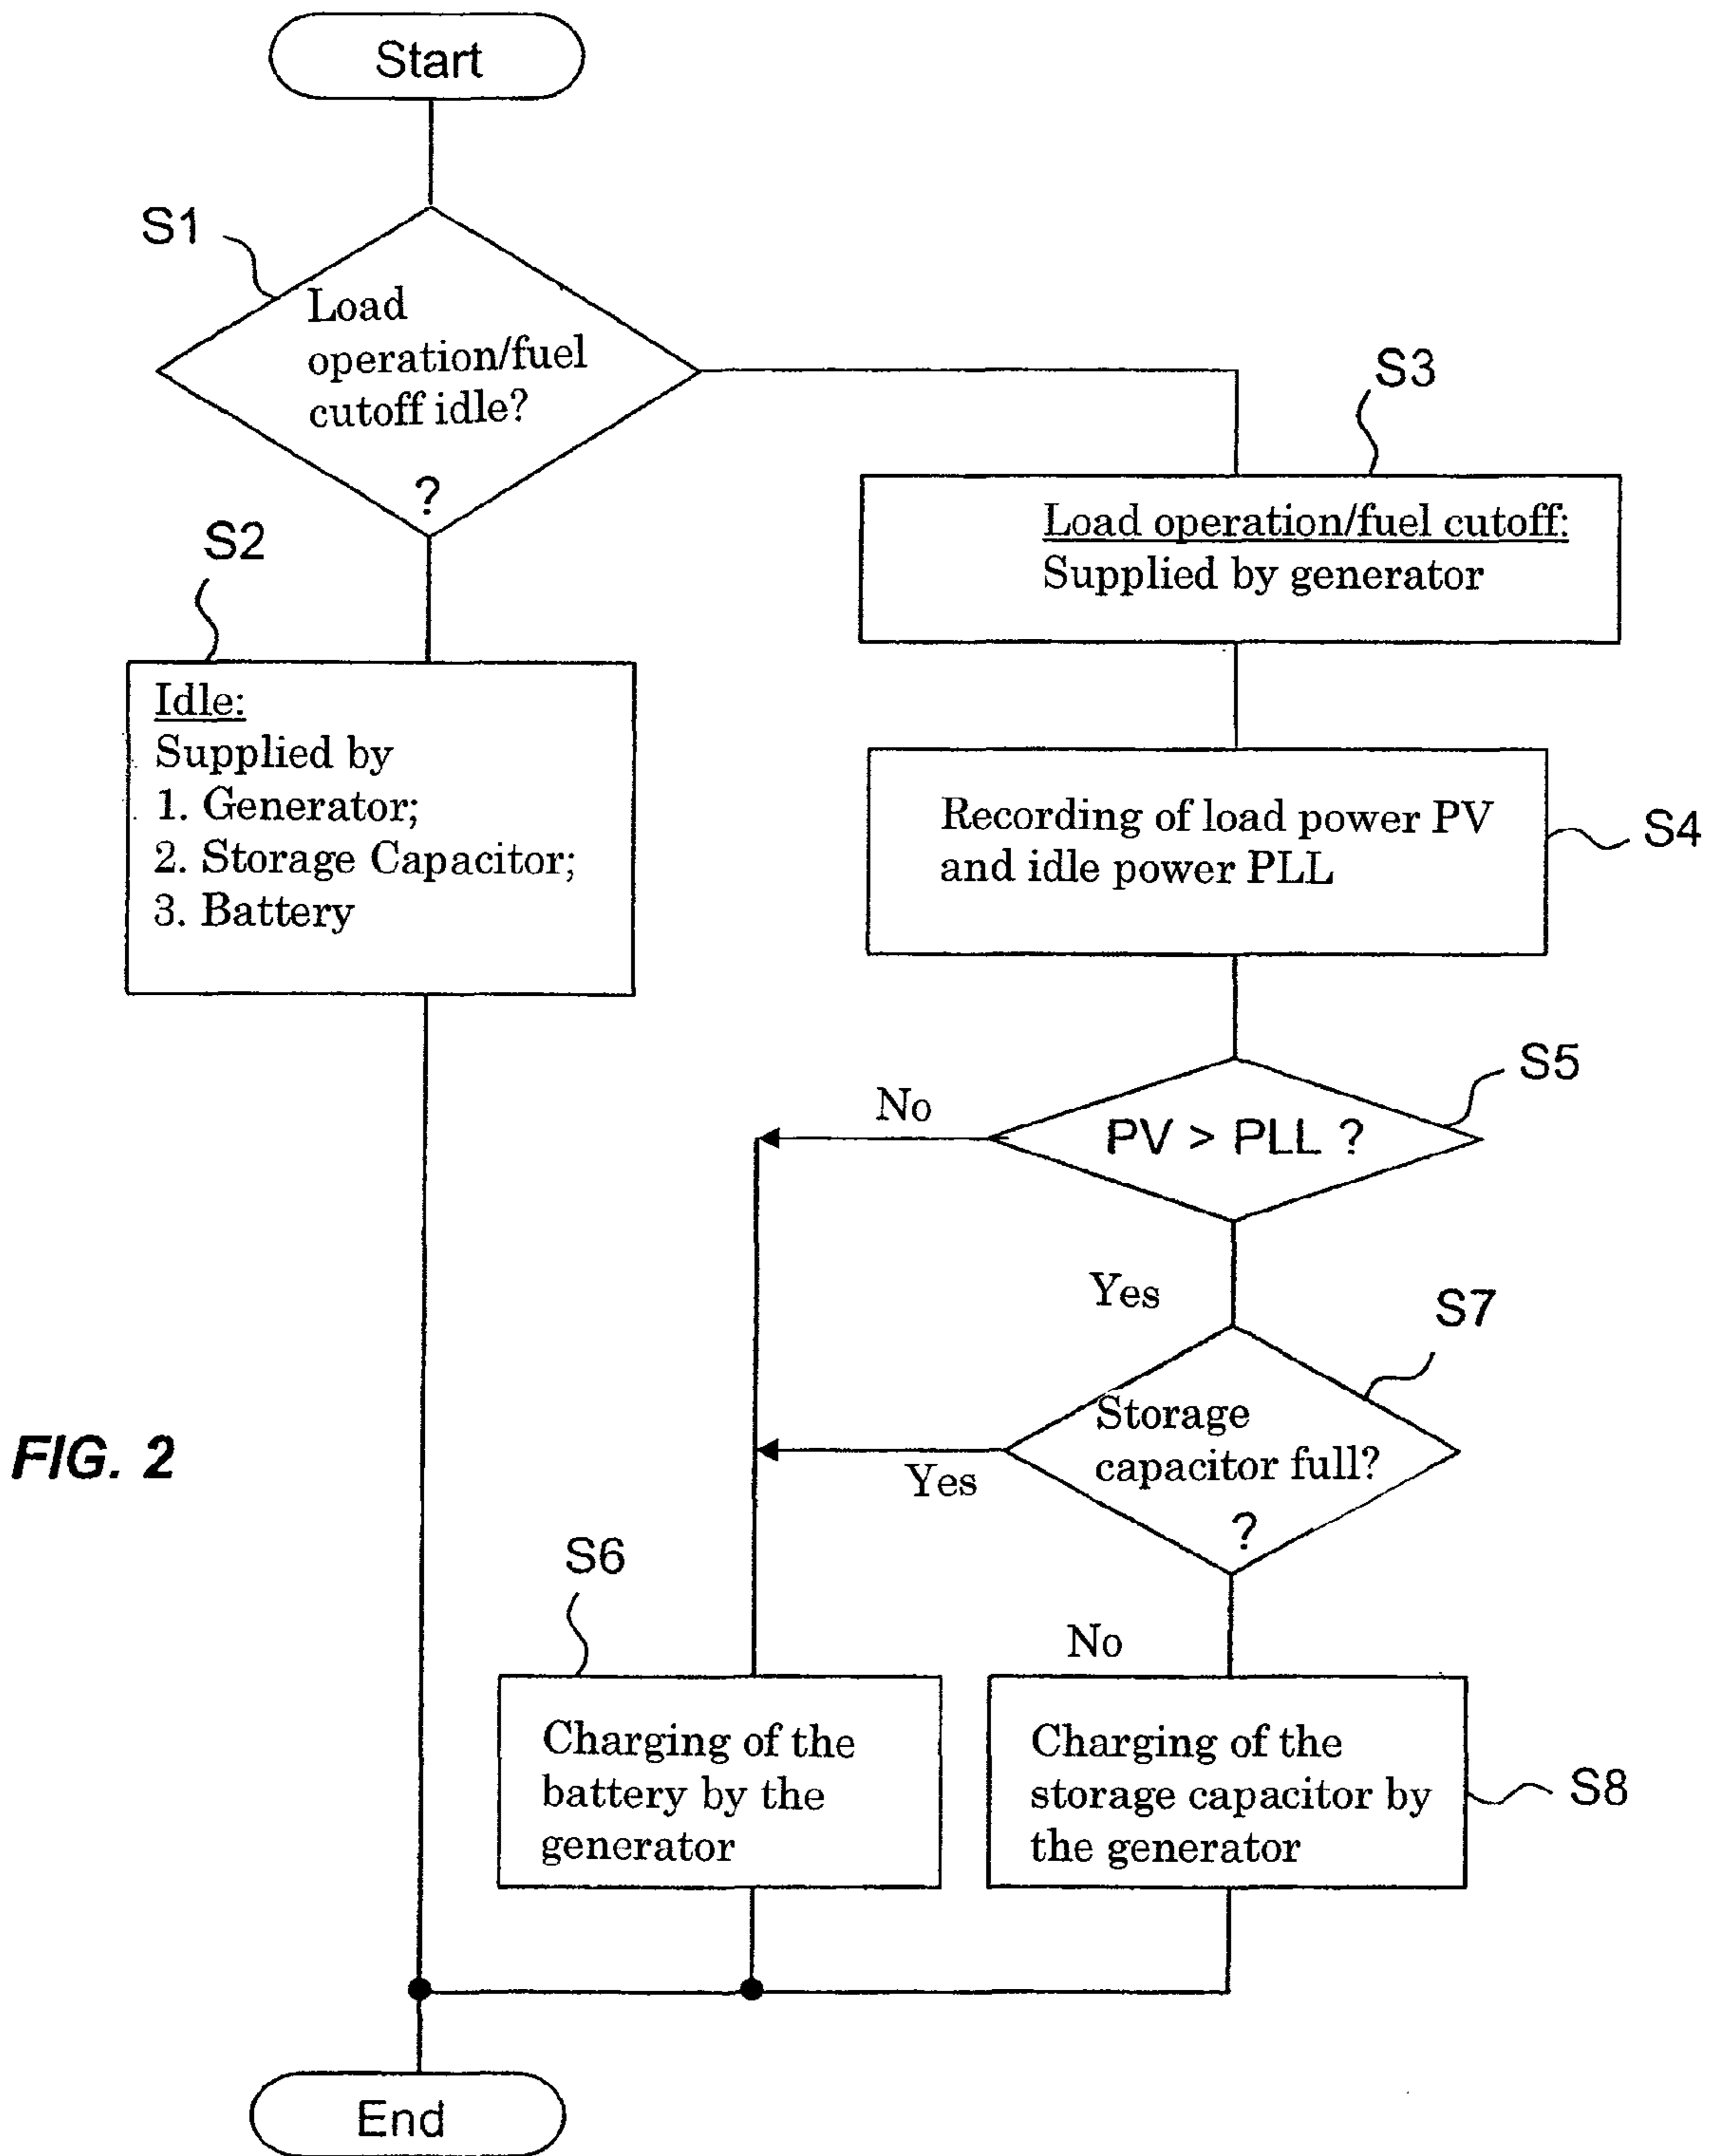 Start
S1
Load
operation/fuel
cutoff idle?
?
S2
Idle:
Supplied by
1. Generator;
2. Storage Capacitor;
3. Battery
S3
Load operation/fuel cutoff:
Supplied by generator
Recording of load power PV
and idle power PLL
S4
S5
PV > PLL ?
No
Yes
S7
Storage
capacitor full?
?
Yes
No
FIG. 2
S6
Charging of the
battery by the
generator
Charging of the
storage capacitor by
the generator
S8
End